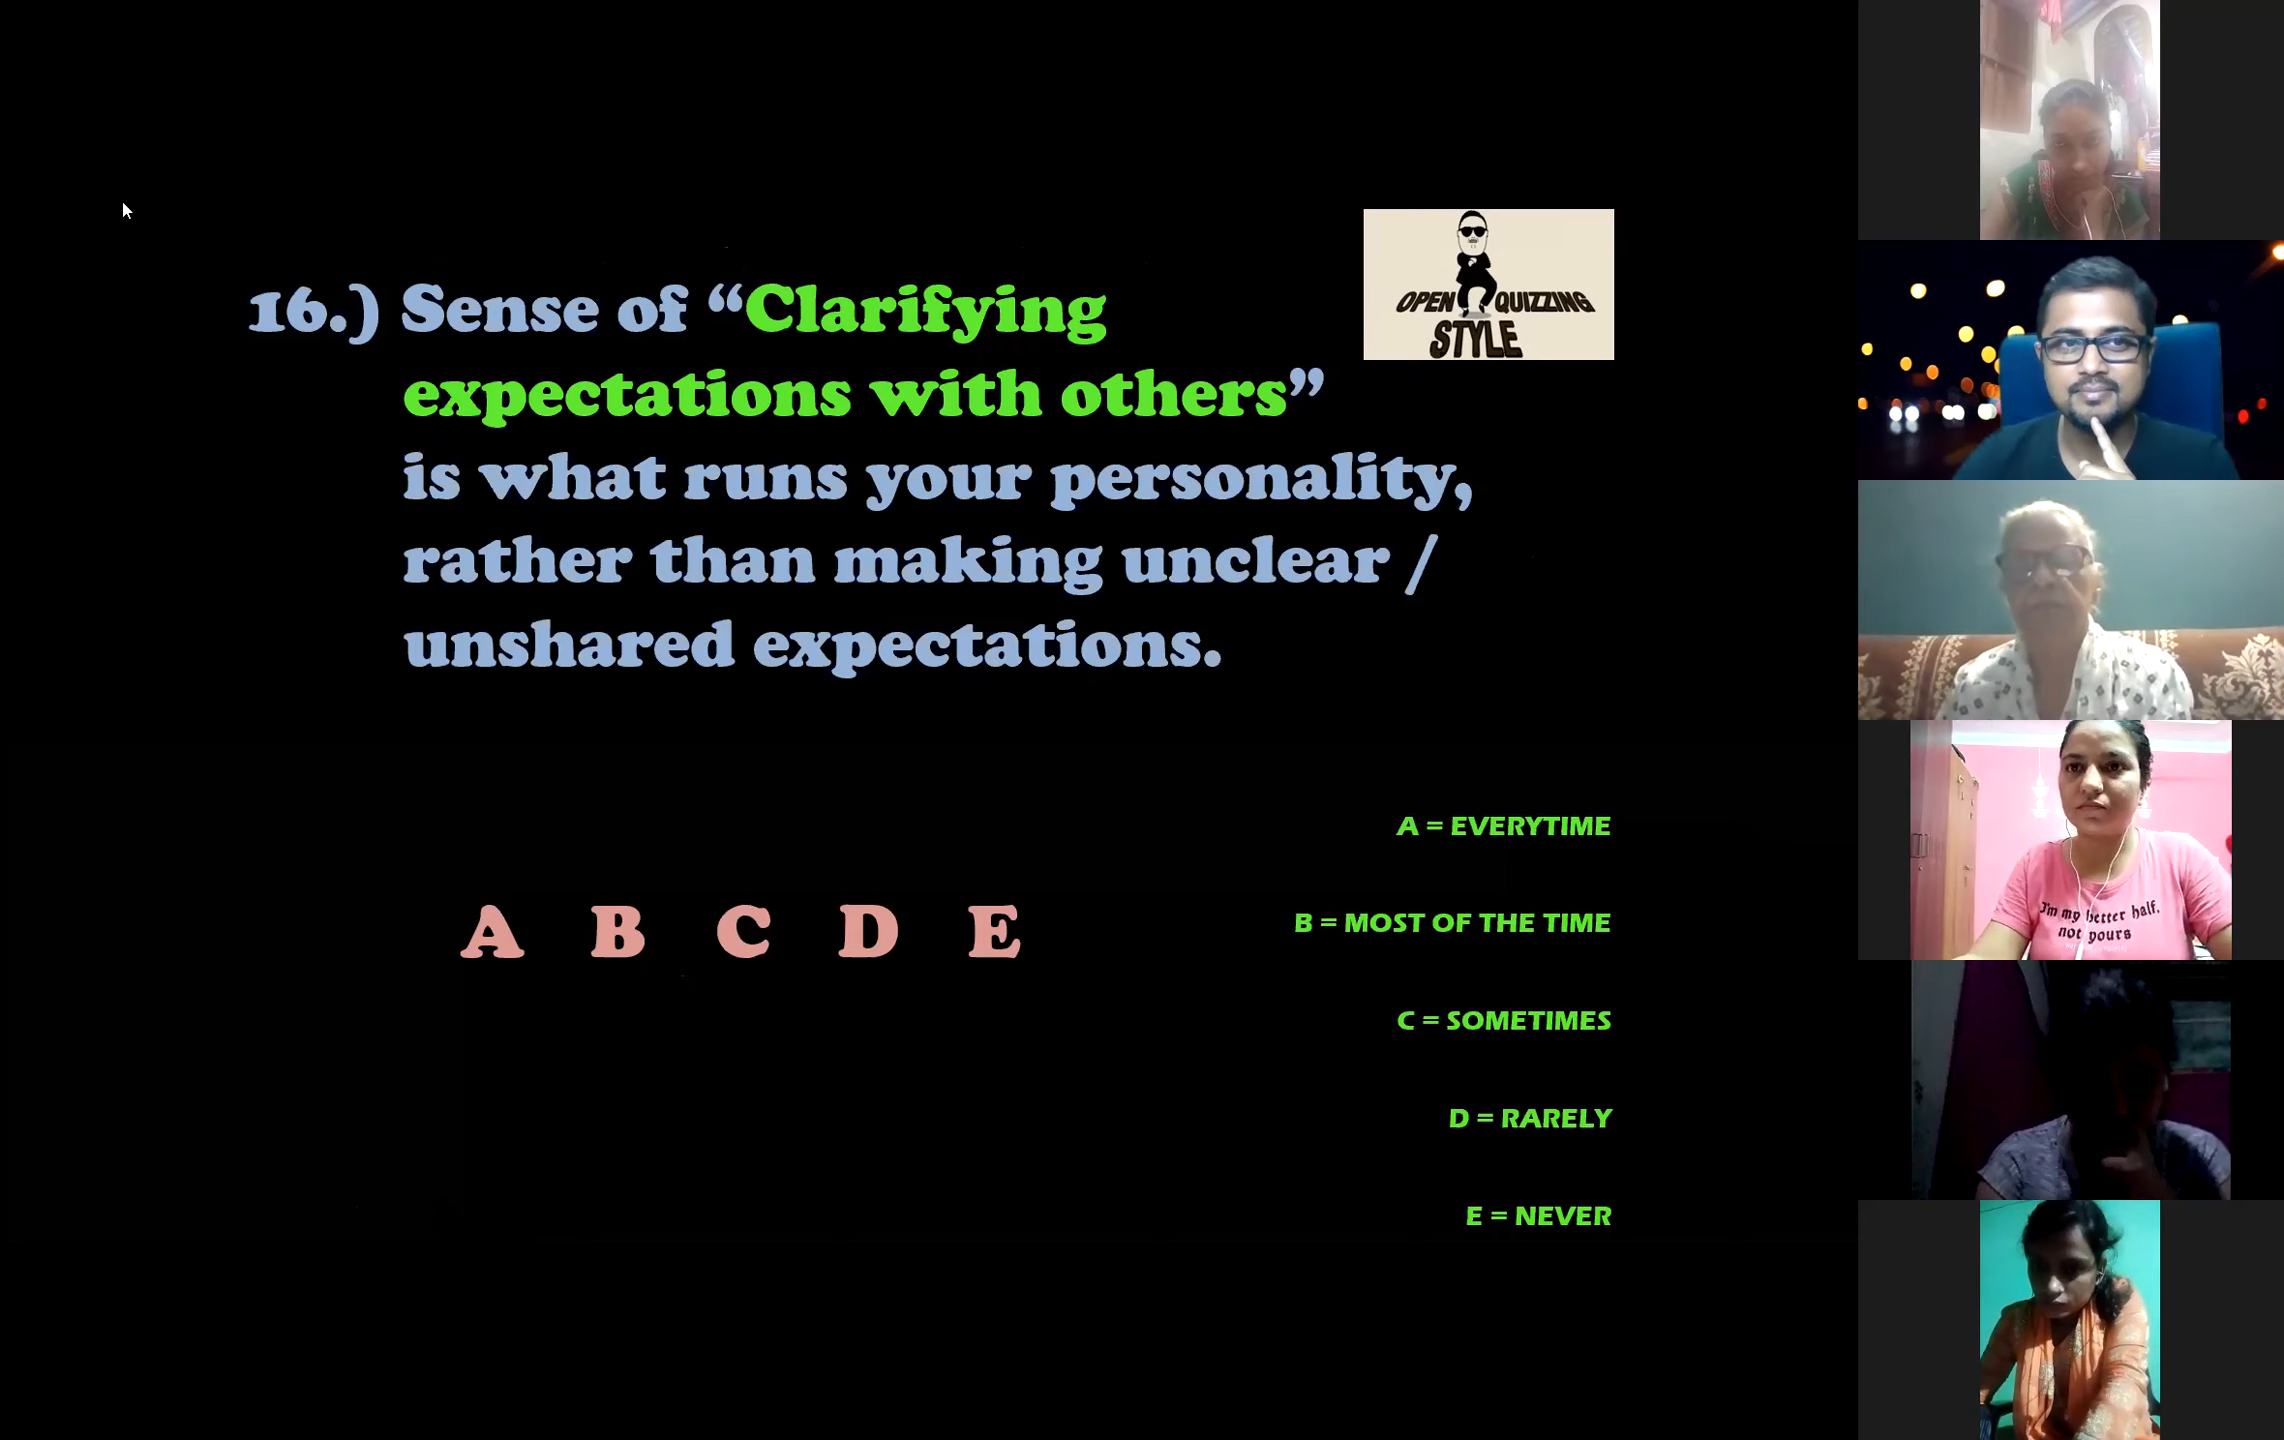 16.) Sense of “Clarifying
expectations with others”
is what runs your personality,
rather than making unclear /
unshared expectations.
OPEN QUIZZING
STYLE
A B C D E
A = EVERYTIME
B = MOST OF THE TIME
C = SOMETIMES
D = RARELY
E = NEVER
I'm my better half,
not yours